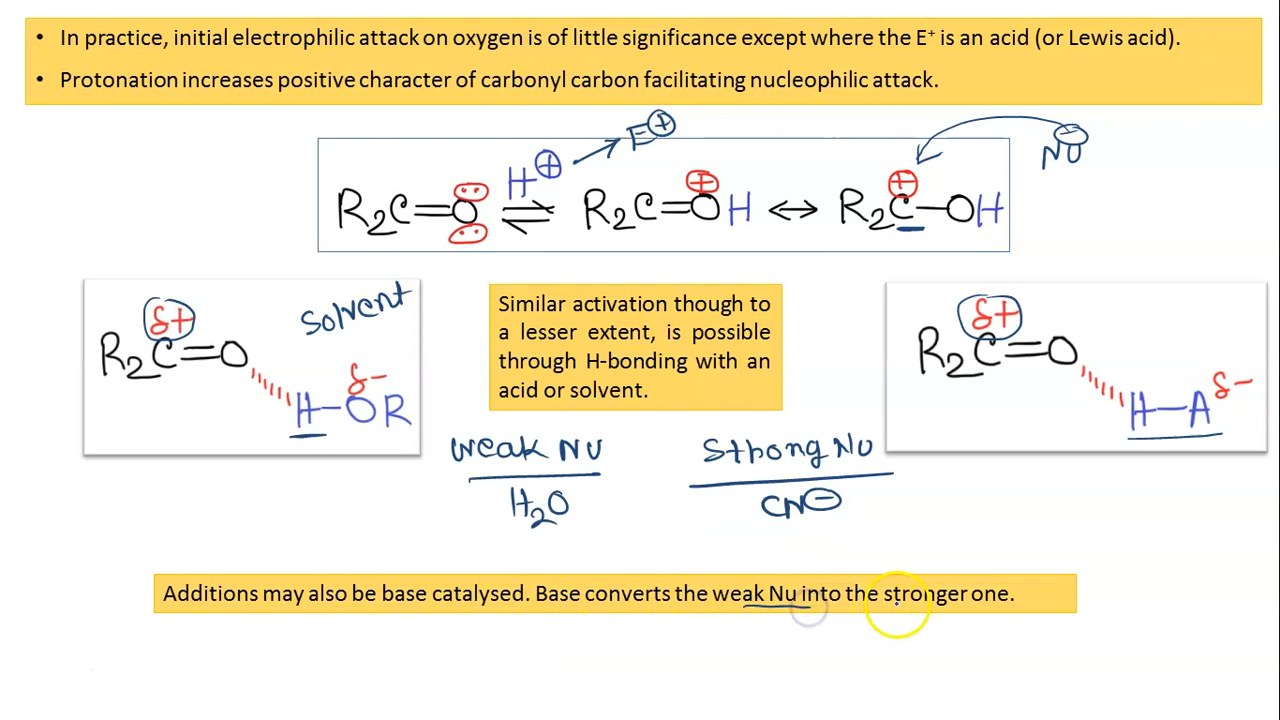 • In practice, initial electrophilic attack on oxygen is of little significance except where the E⁺ is an acid (or Lewis acid).
• Protonation increases positive character of carbonyl carbon facilitating nucleophilic attack.
E⊕
Nu⊖
R₂C=O ⇌ H⊕ R₂C=O⊕H ↔ R₂C⊕–OH
δ+
R₂C=O
solvent
δ−
H–OR
Similar activation though to
a lesser extent, is possible
through H-bonding with an
acid or solvent.
δ+
R₂C=O
δ−
H–A
weak Nu
H₂O
Strong Nu
CN⊖
Additions may also be base catalysed. Base converts the weak Nu into the stronger one.